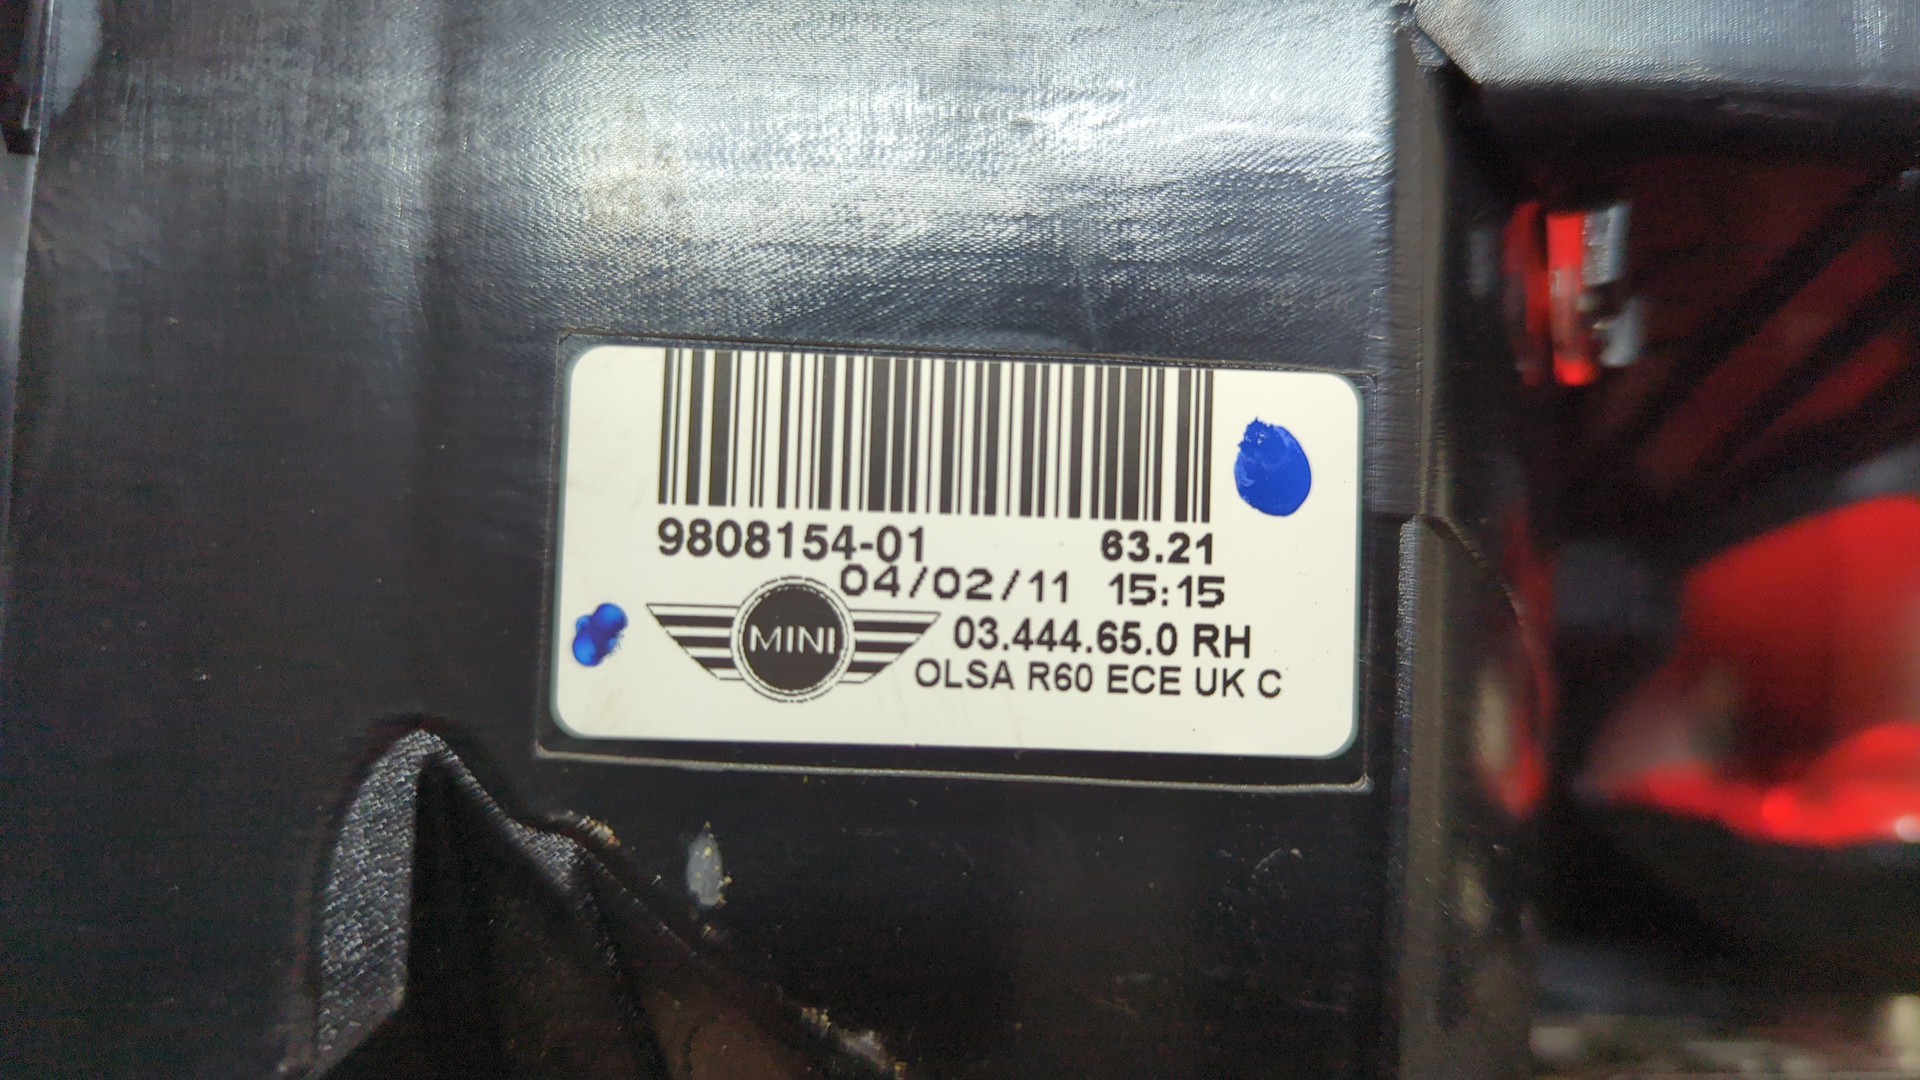 9808154-01 63.21
04/02/11 15:15
MINI
03.444.65.0 RH
OLSA R60 ECE UK C